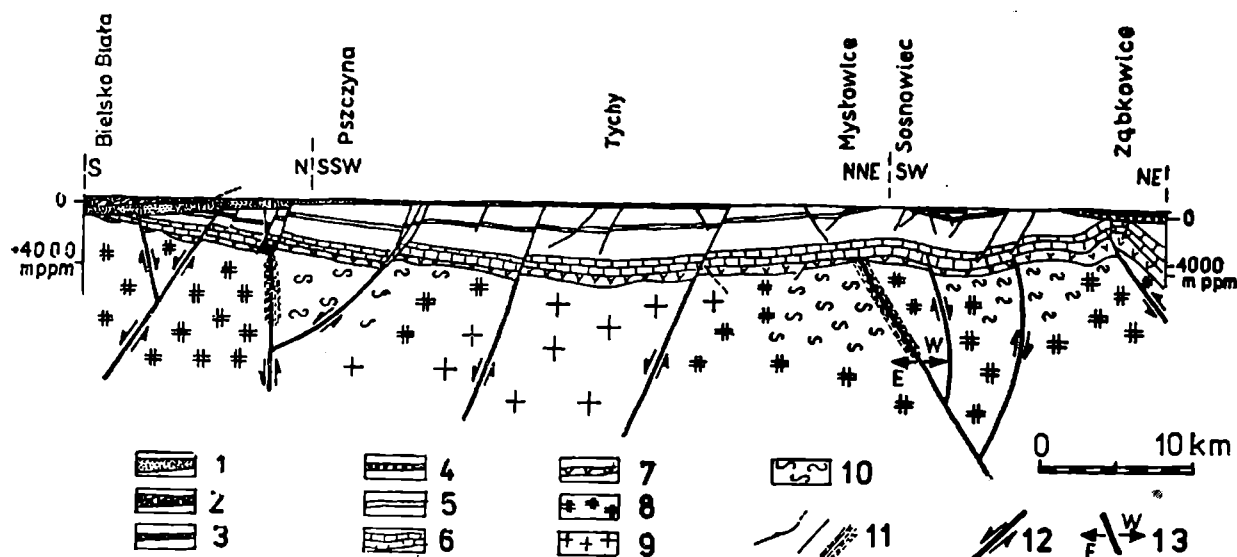 Bielsko Biała
Pszczyna
Tychy
Mysłowice
Sosnowiec
Ząbkowice
S
N SSW
NNE SW
NE
0
0
+4000
m ppm
4000
m ppm
E
W
0 10 km
1
2
3
4
5
6
7
8
9
10
11
12
E W 13